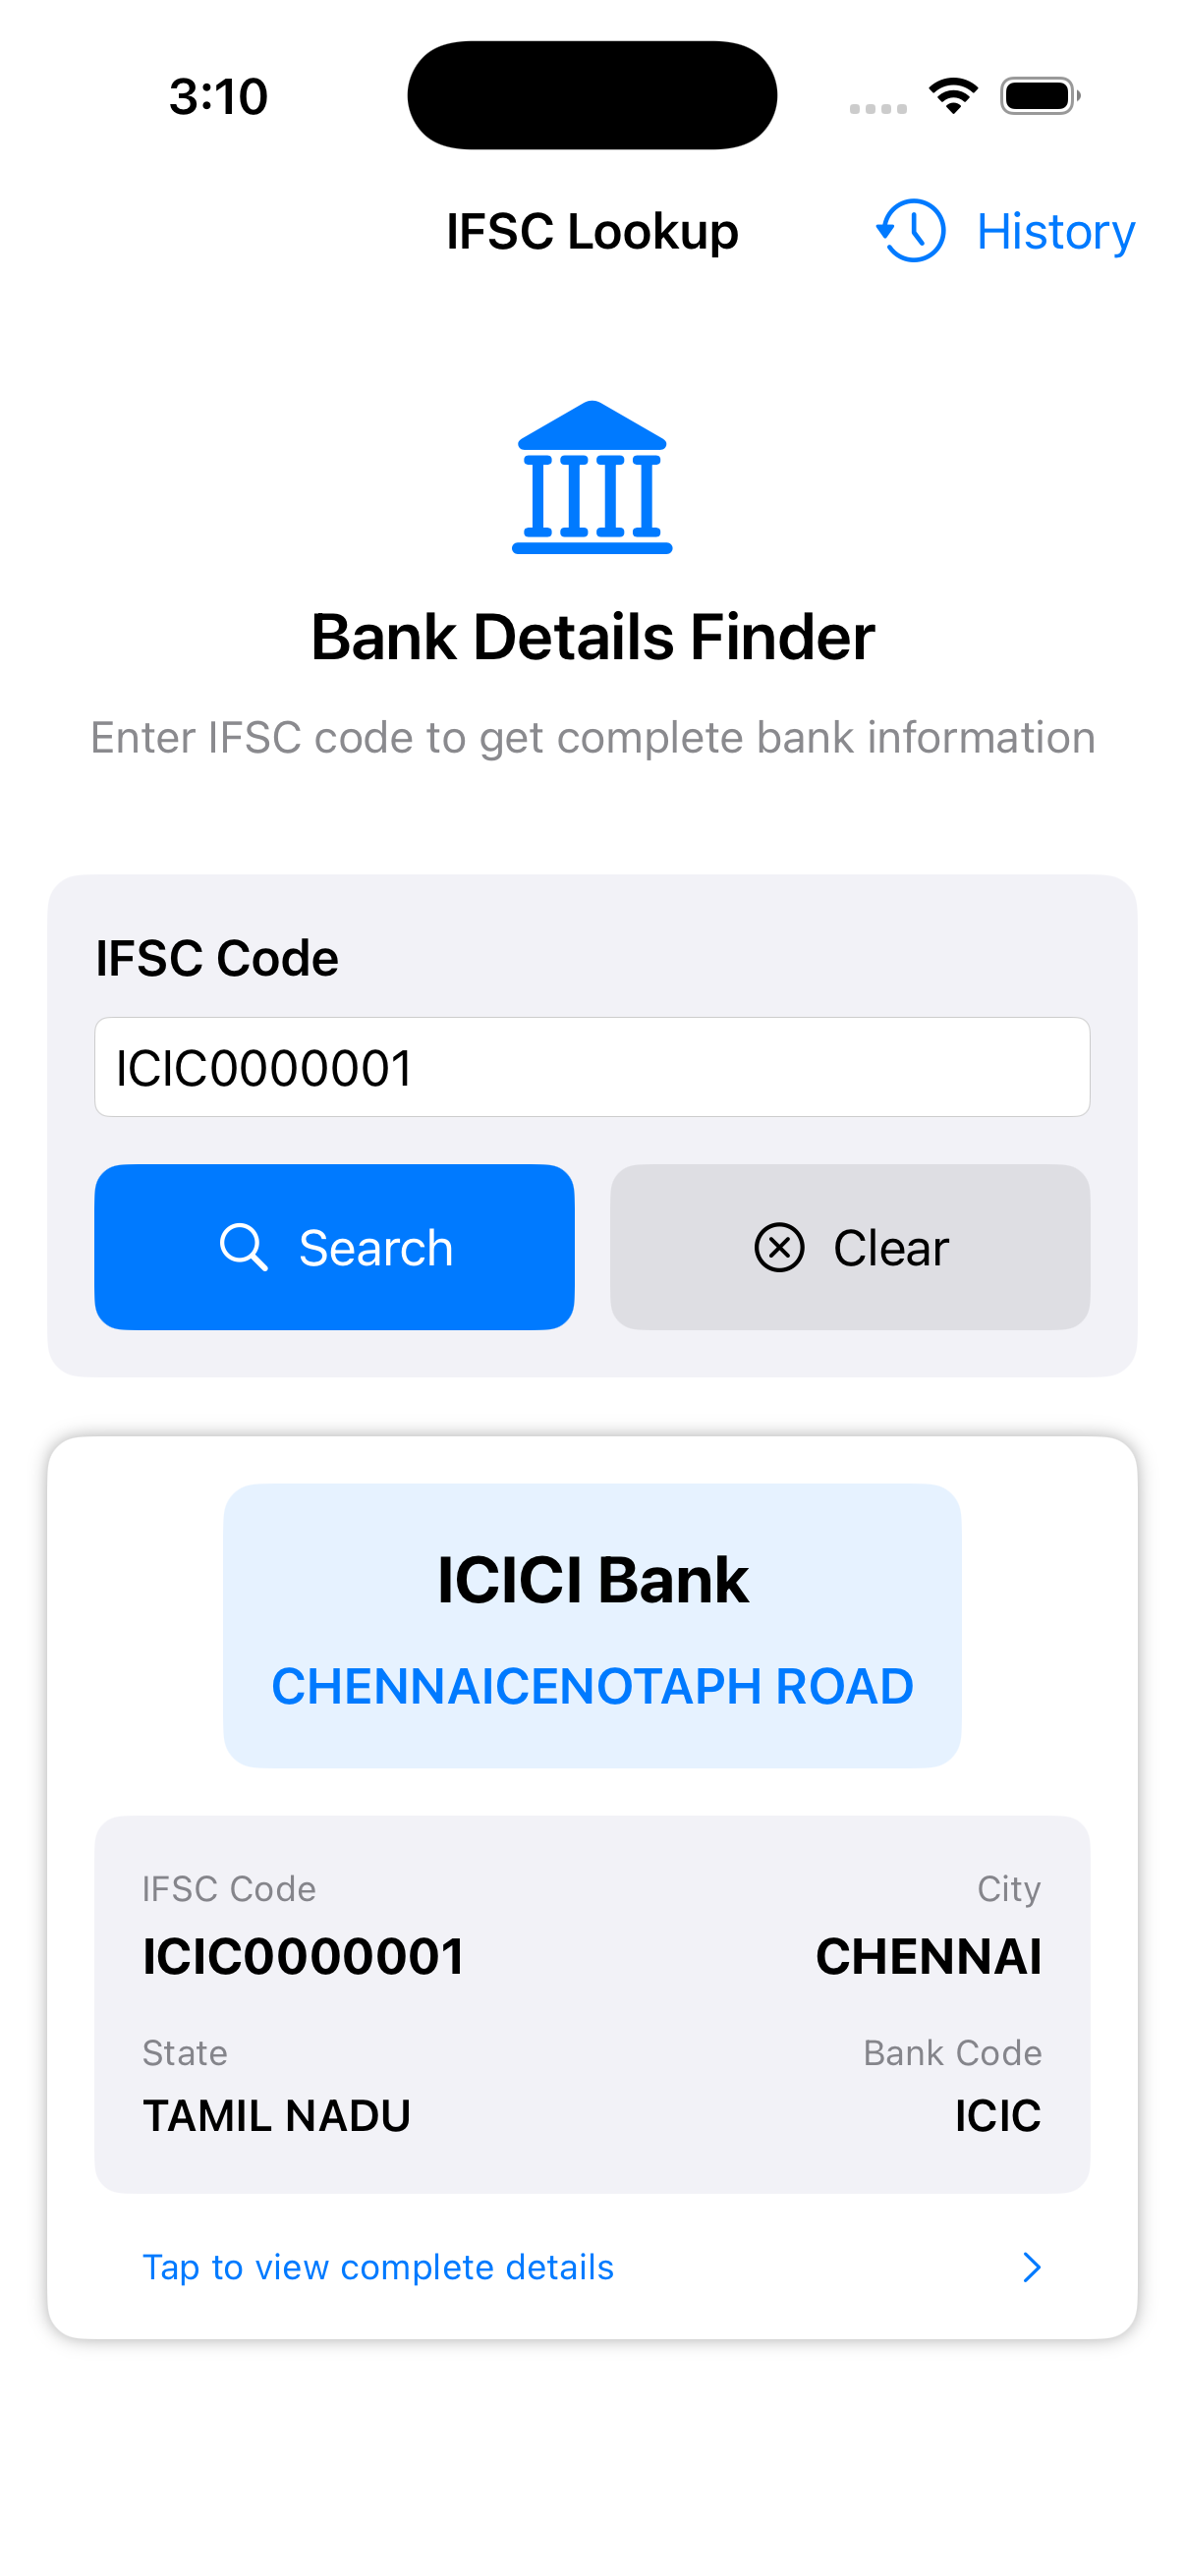 3:10
IFSC Lookup
History
Bank Details Finder
Enter IFSC code to get complete bank information
IFSC Code
ICIC0000001
Search
Clear
ICICI Bank
CHENNAICENOTAPH ROAD
IFSC Code
City
ICIC0000001
CHENNAI
State
Bank Code
TAMIL NADU
ICIC
Tap to view complete details